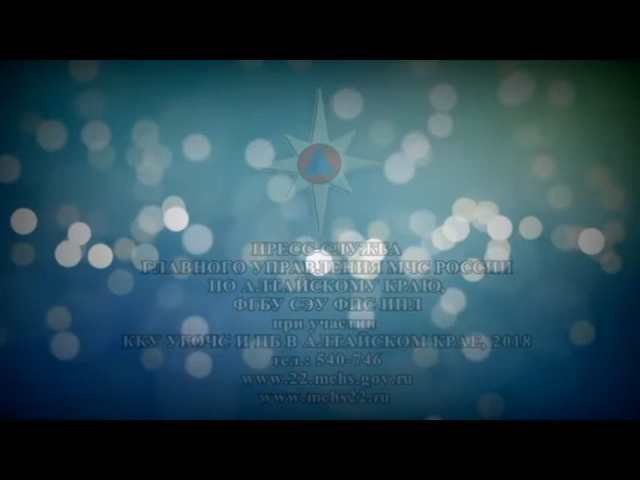 ПРЕСС-СЛУЖБА
ГЛАВНОГО УПРАВЛЕНИЯ МЧС РОССИИ
ПО АЛТАЙСКОМУ КРАЮ,
ФГБУ СЭУ ФПС ИПЛ
при участии
ККУ УГОЧС И ПБ В АЛТАЙСКОМ КРАЕ, 2018
тел.: 540-746
www.22.mchs.gov.ru
www.mchs22.ru